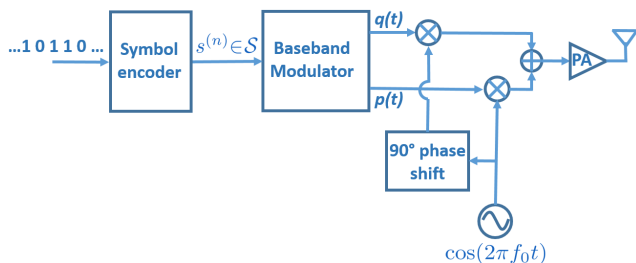 ...1 0 1 1 0 ...
Symbol
encoder
s⁽ⁿ⁾∈𝒮
Baseband
Modulator
q(t)
p(t)
90° phase
shift
PA
cos(2πf₀t)